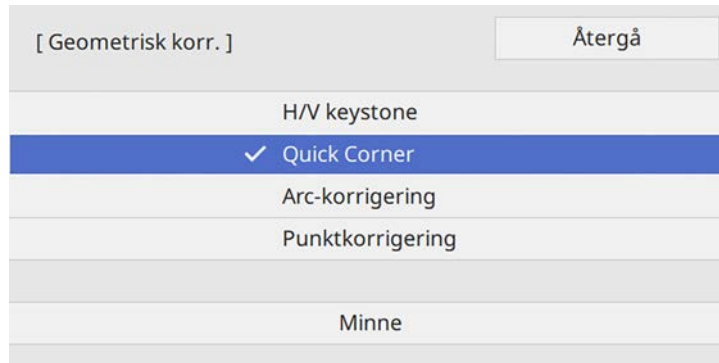 [ Geometrisk korr. ] Återgå
H/V keystone
Quick Corner
Arc-korrigering
Punktkorrigering
Minne